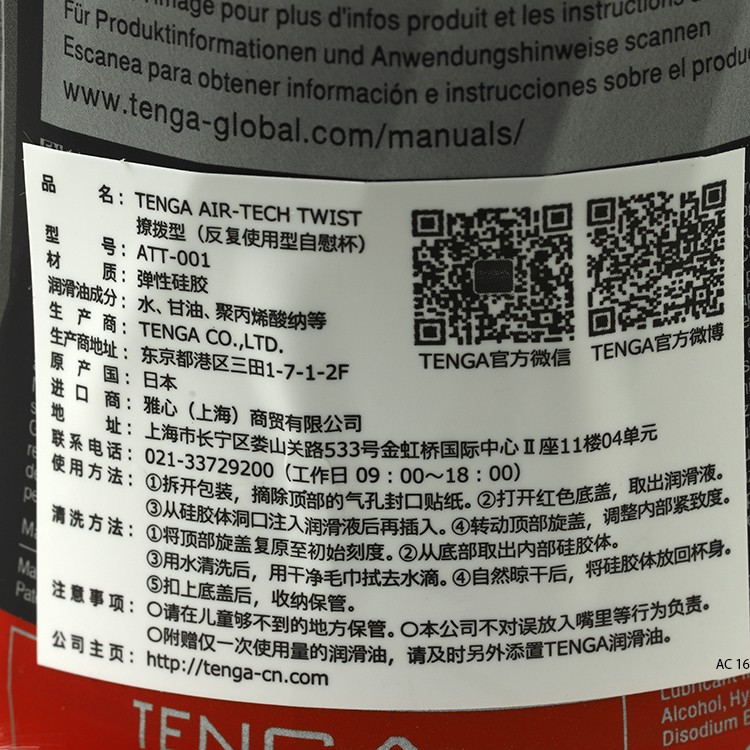 image pour plus d'infos produit et les instructions
Für Produktinformationen und Anwendungshinweise scannen
Escanea para obtener información e instrucciones sobre el
www.tenga-global.com/manuals/
品 名：TENGA AIR-TECH TWIST
撩拨型（反复使用型自慰杯）
型 号：ATT-001
材 质：弹性硅胶
润滑油成分：水、甘油、聚丙烯酸纳等
生 产 商：TENGA CO.,LTD.
生产商地址：东京都港区三田1-7-1-2F
原 产 国：日本
进 口 商：雅心（上海）商贸有限公司
地 址：上海市长宁区娄山关路533号金虹桥国际中心Ⅱ座11楼04单元
联系电话：021-33729200（工作日 09：00～18：00）
使用方法：①拆开包装，摘除顶部的气孔封口贴纸。②打开红色底盖，取出润滑液。
③从硅胶体洞口注入润滑液后再插入。④转动顶部旋盖，调整内部紧致度。
清洗方法：①将顶部旋盖复原至初始刻度。②从底部取出内部硅胶体。
③用水清洗后，用干净毛巾拭去水滴。④自然晾干后，将硅胶体放回杯身。
⑤扣上底盖后，收纳保管。
注意事项：〇请在儿童够不到的地方保管。〇本公司不对误放入嘴里等行为负责。
〇附赠仅一次使用量的润滑油，请及时另外添置TENGA润滑油。
公司主页：http://tenga-cn.com
TENGA官方微信
TENGA官方微博
AC 16
Lubricant
Alcohol, Hy
Disodium E
TENGA